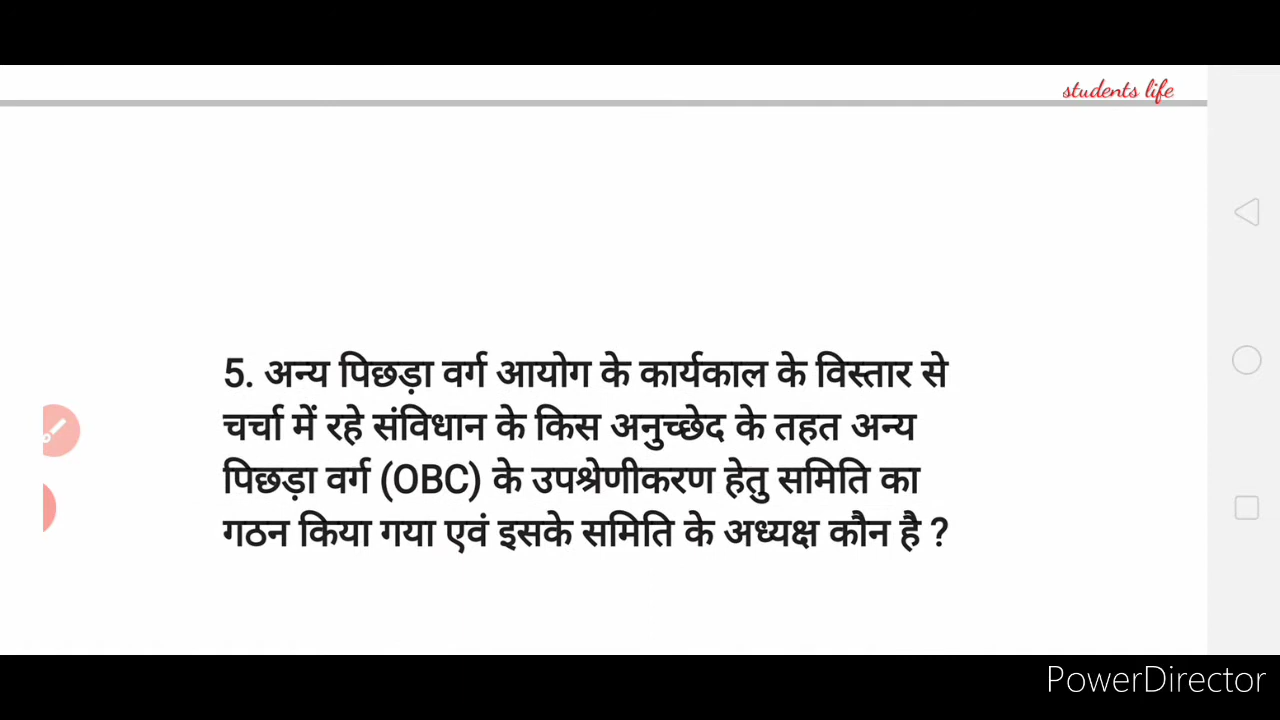 students life
5. अन्य पिछड़ा वर्ग आयोग के कार्यकाल के विस्तार से
चर्चा में रहे संविधान के किस अनुच्छेद के तहत अन्य
पिछड़ा वर्ग (OBC) के उपश्रेणीकरण हेतु समिति का
गठन किया गया एवं इसके समिति के अध्यक्ष कौन है ?
PowerDirector